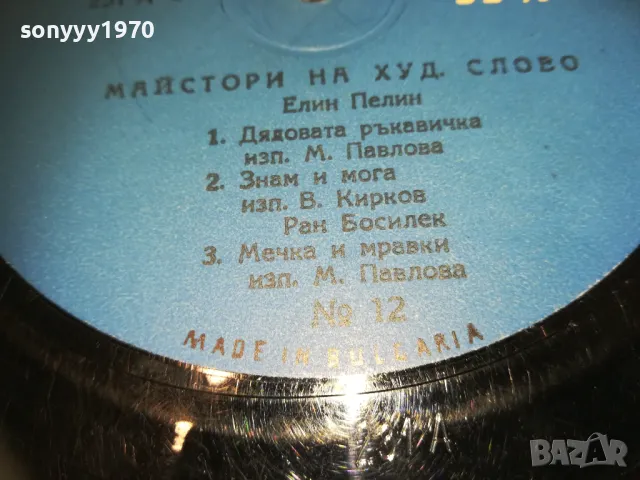 sonyyy1970
МАЙСТОРИ НА ХУД. СЛОВО
Елин Пелин
1. Дядовата ръкавичка
изп. М. Павлова
2. Знам и мога
изп. В. Кирков
Ран Босилек
3. Мечка и мравки
изп. М. Павлова
№ 12
MADE IN BULGARIA
BAZAR